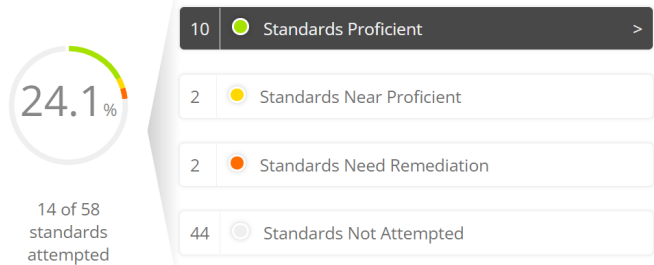 24.1%
14 of 58
standards
attempted
10 Standards Proficient >
2 Standards Near Proficient
2 Standards Need Remediation
44 Standards Not Attempted